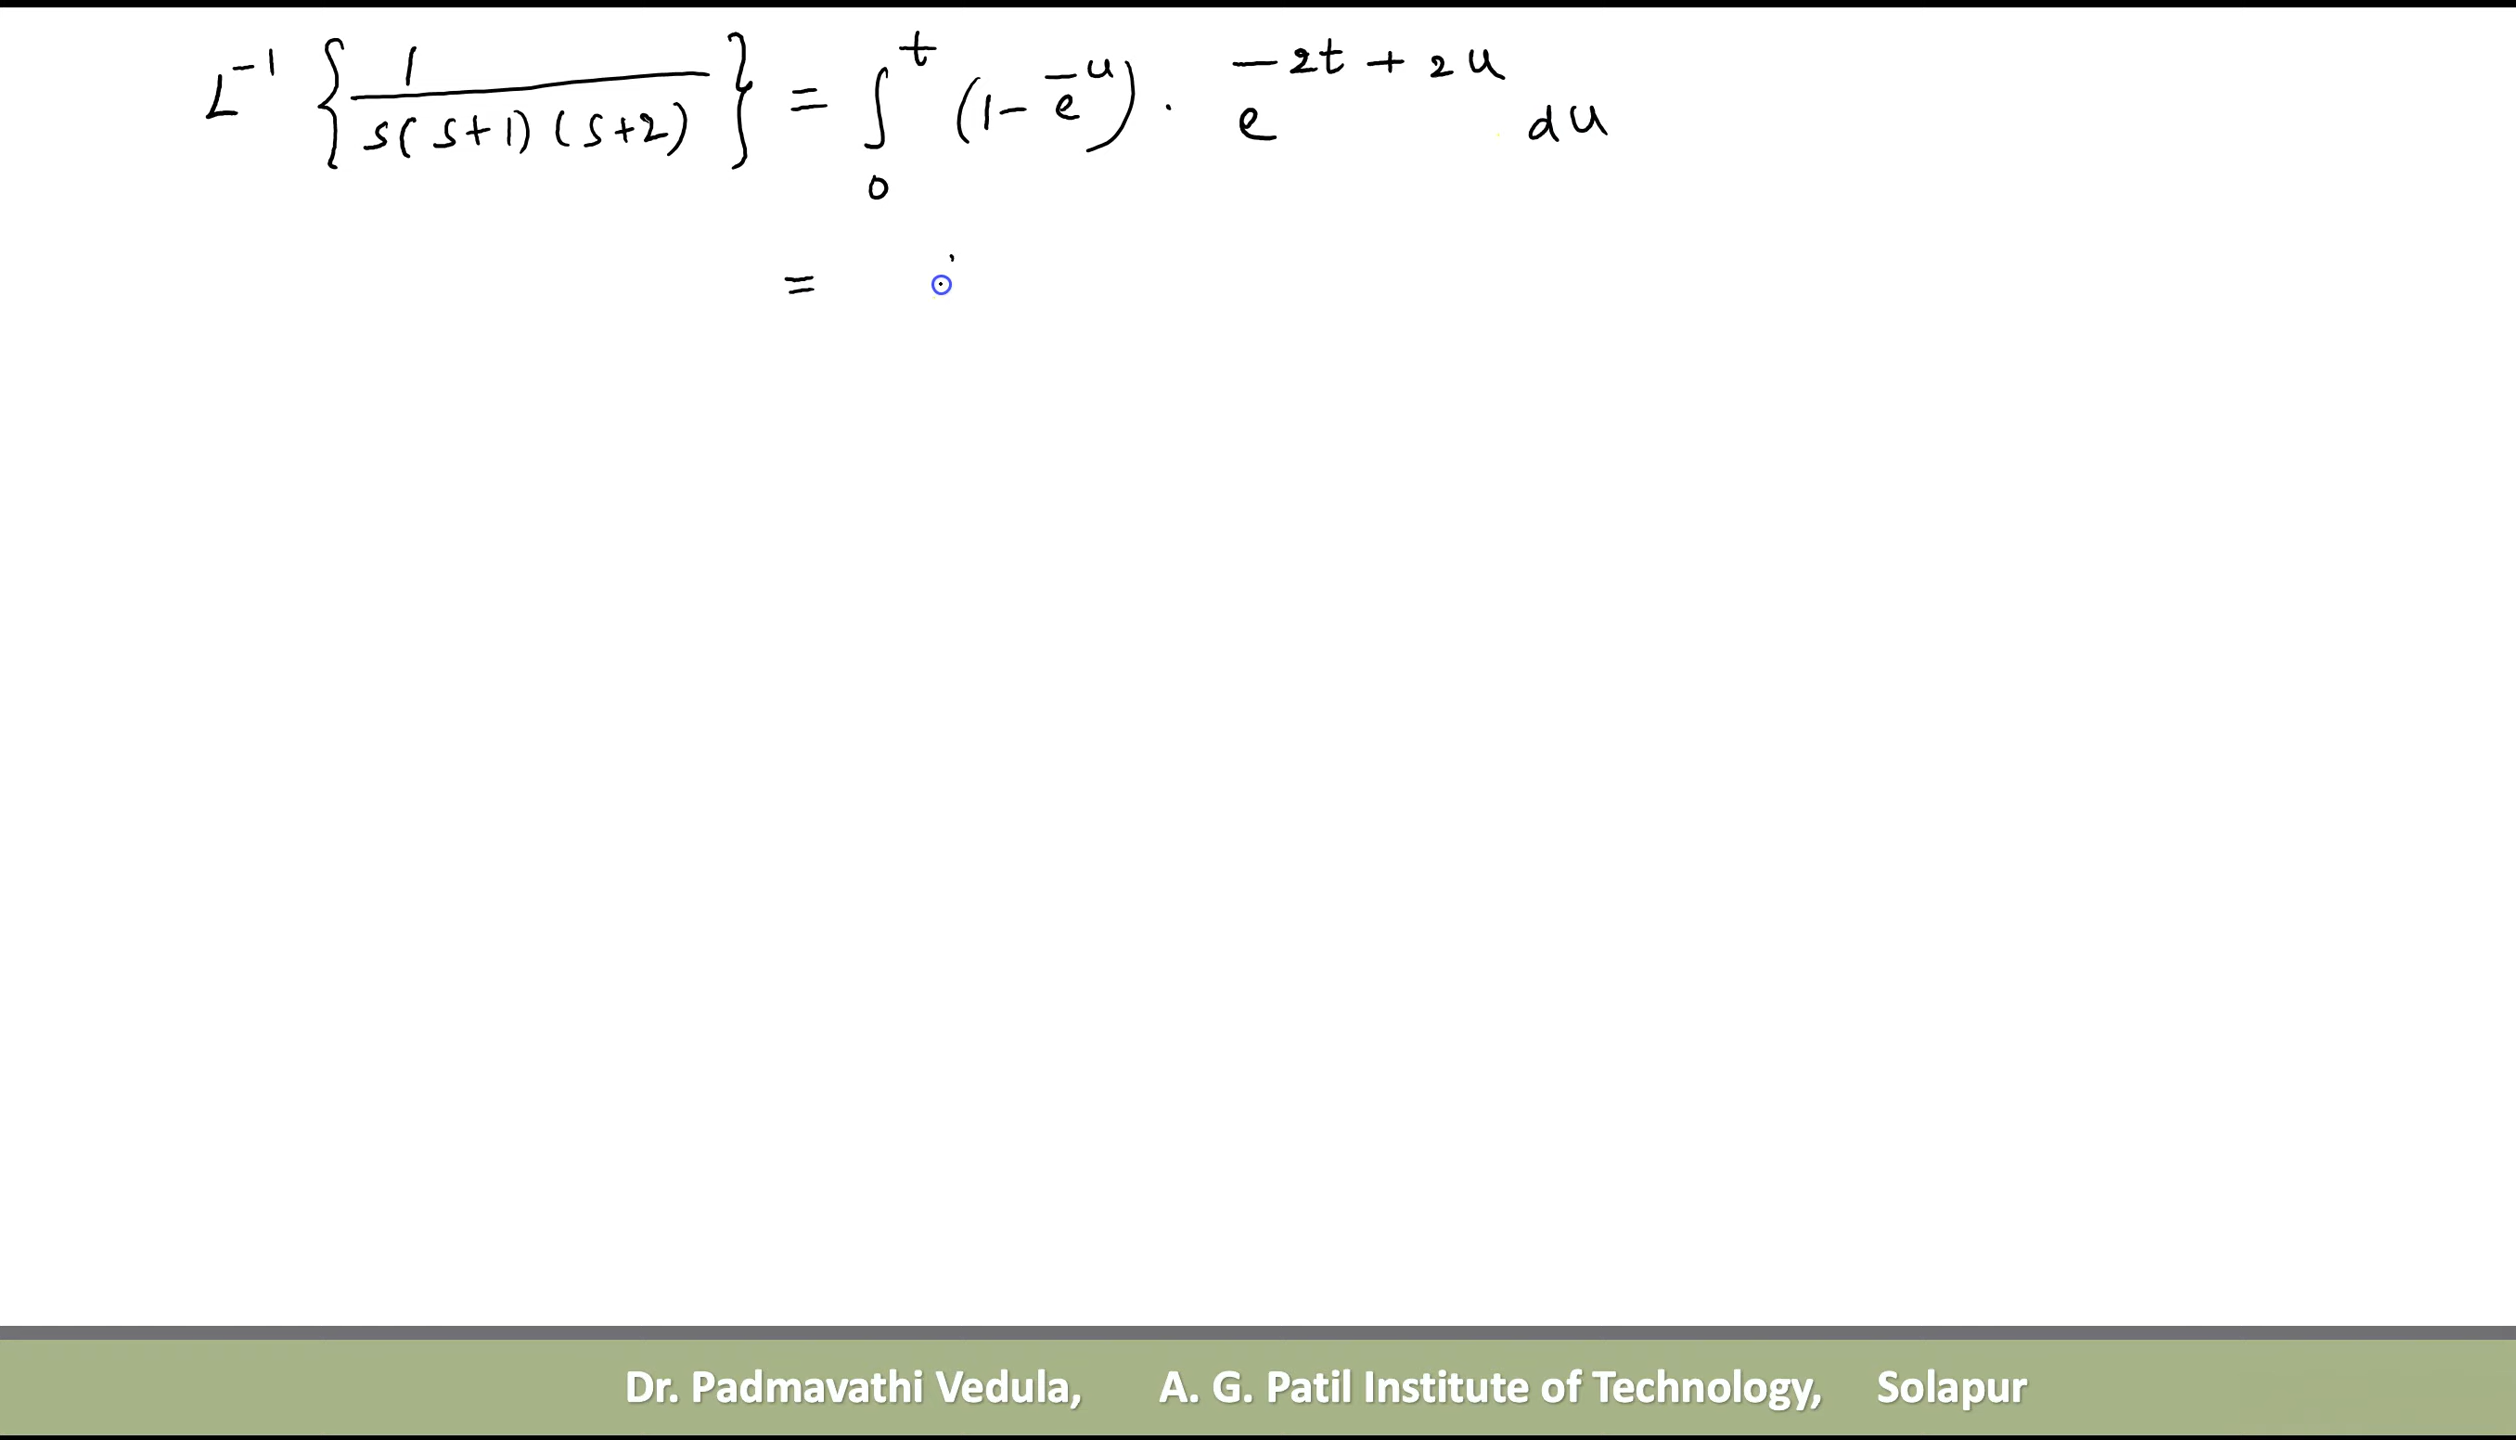 L⁻¹ { 1 / s(s+1)(s+2) } = ∫₀ᵗ (1 - e⁻ᵘ) · e^(-2t+2u) du
=
Dr. Padmavathi Vedula, A. G. Patil Institute of Technology, Solapur